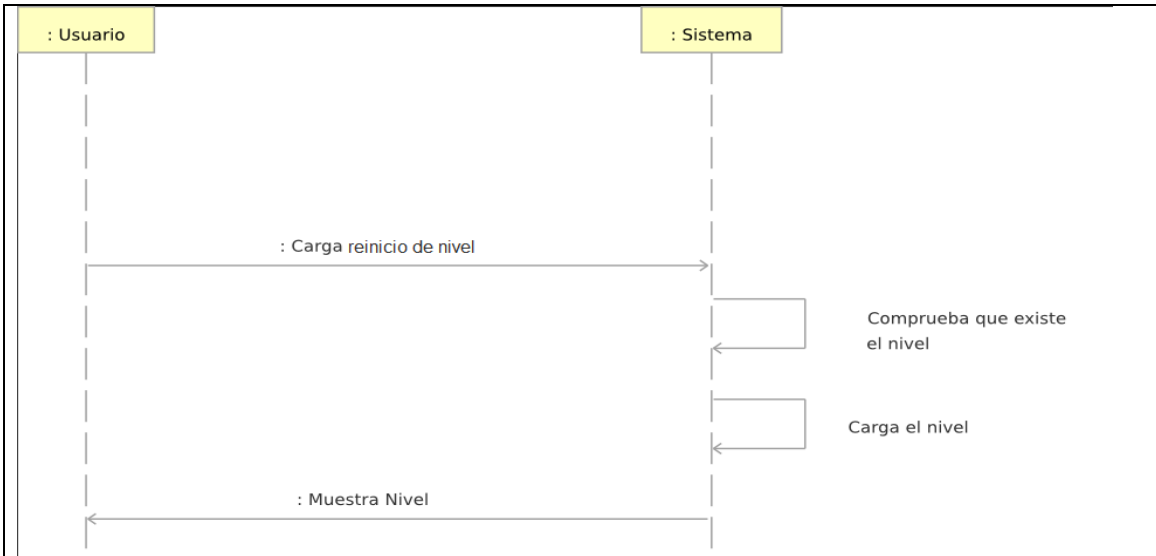 : Usuario
: Sistema
: Carga reinicio de nivel
Comprueba que existe
el nivel
Carga el nivel
: Muestra Nivel